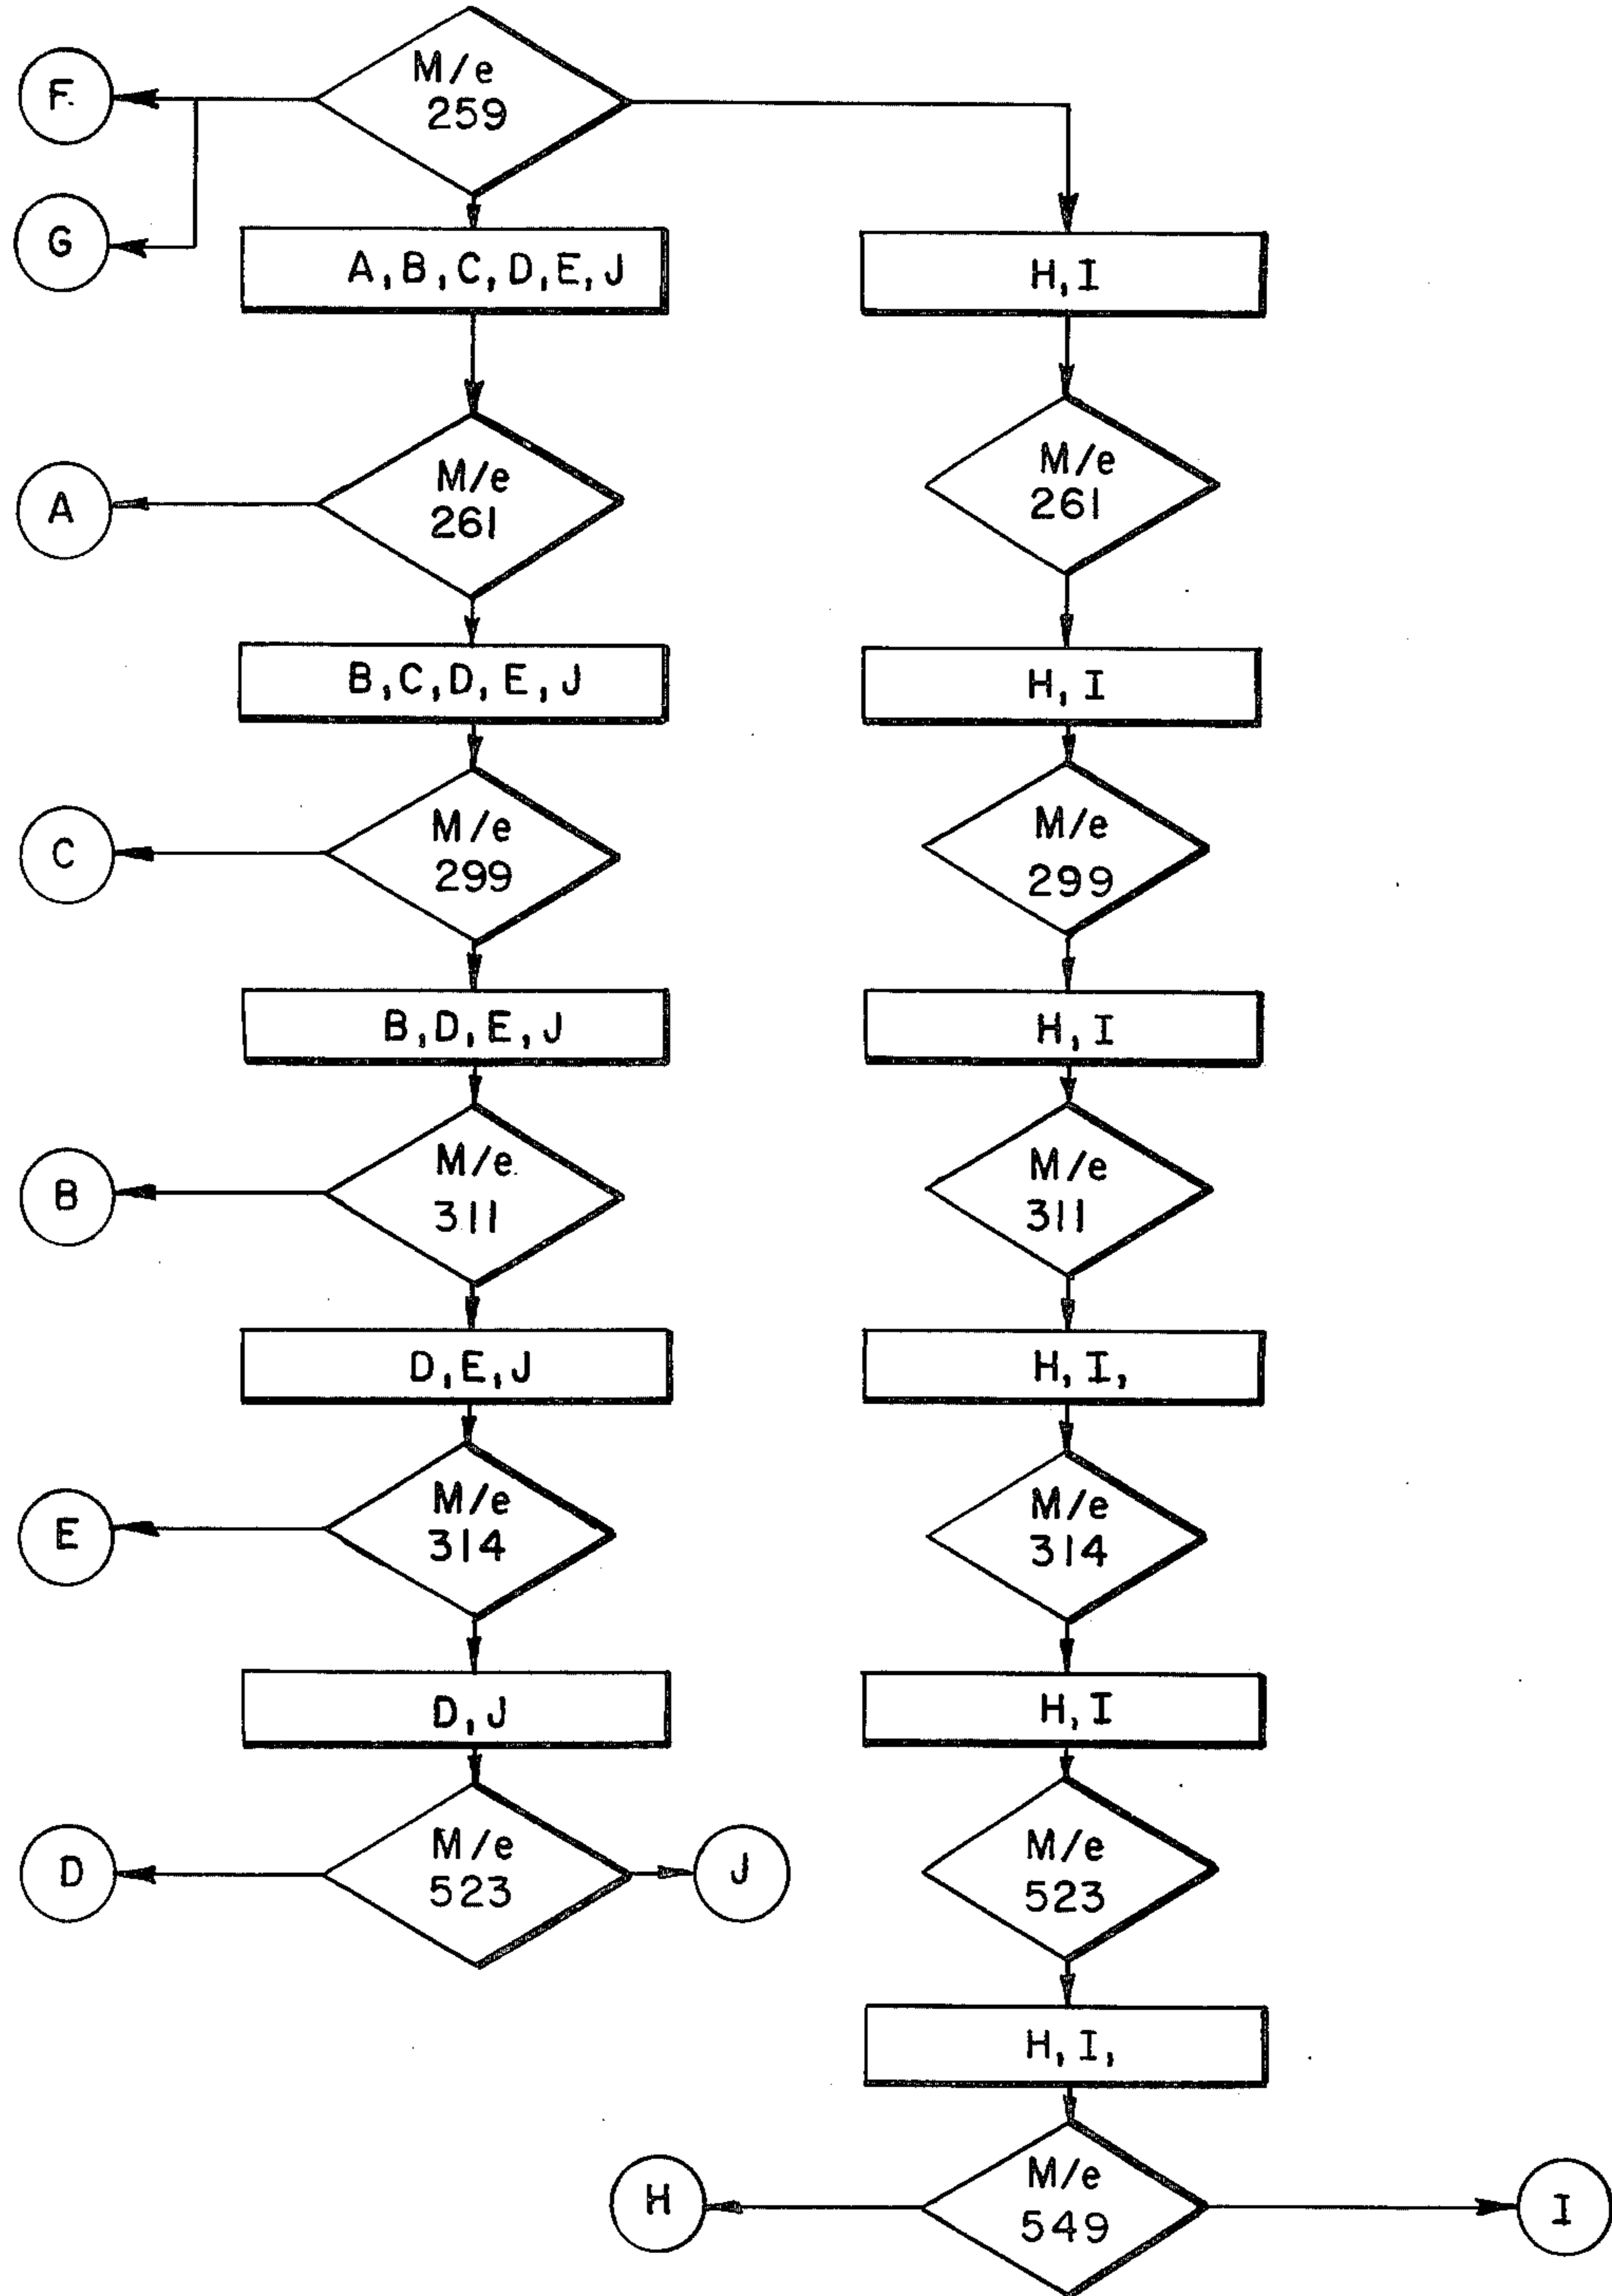 F.
M/e
259
G
A, B, C, D, E, J
H, I
A
M/e
261
M/e
261
B, C, D, E, J
H, I
C
M/e
299
M/e
299
B, D, E, J
H, I
B
M/e.
311
M/e
311
D, E, J
H, I,
E
M/e
314
M/e
314
D, J
H, I
D
M/e
523
J
M/e
523
H, I,
H
M/e
549
I